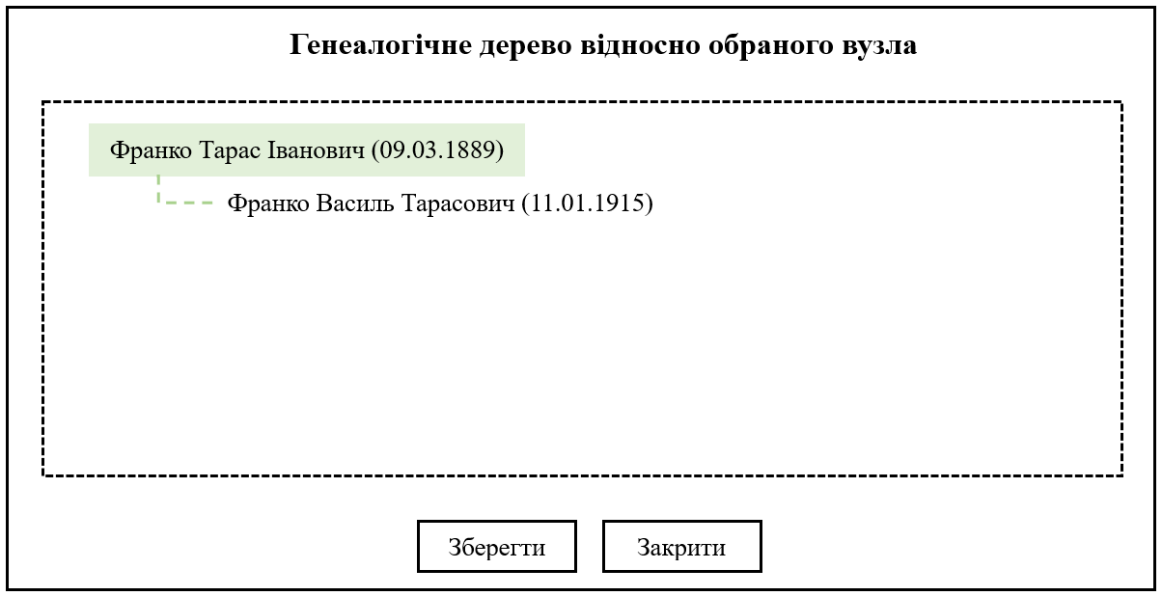 Генеалогічне дерево відносно обраного вузла
Франко Тарас Іванович (09.03.1889)
Франко Василь Тарасович (11.01.1915)
Зберегти
Закрити